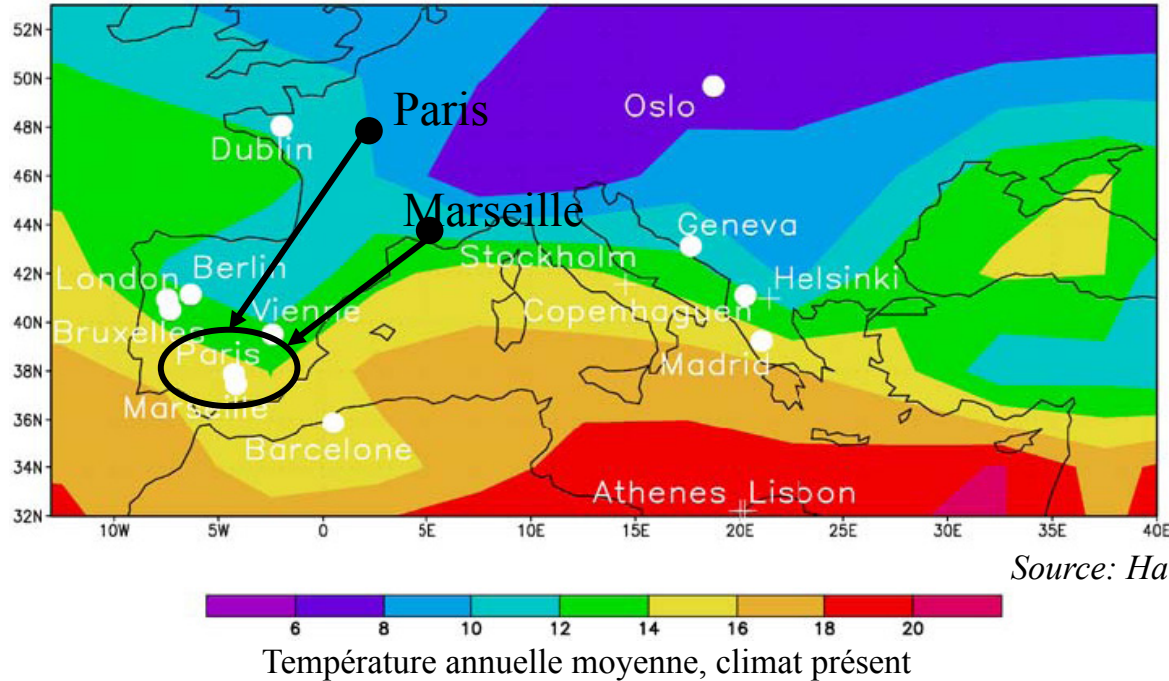 52N
50N
48N
46N
44N
42N
40N
38N
36N
34N
32N
Paris
Oslo
Dublin
Marseille
Geneva
Stockholm
London
Berlin
Helsinki
Bruxelles
Vienne
Copenhaguen
Paris
Madrid
Marseille
Barcelone
Athenes
Lisbon
10W
5W
0
5E
10E
15E
20E
25E
30E
35E
40E
Source: Ha
6 8 10 12 14 16 18 20
Température annuelle moyenne, climat présent